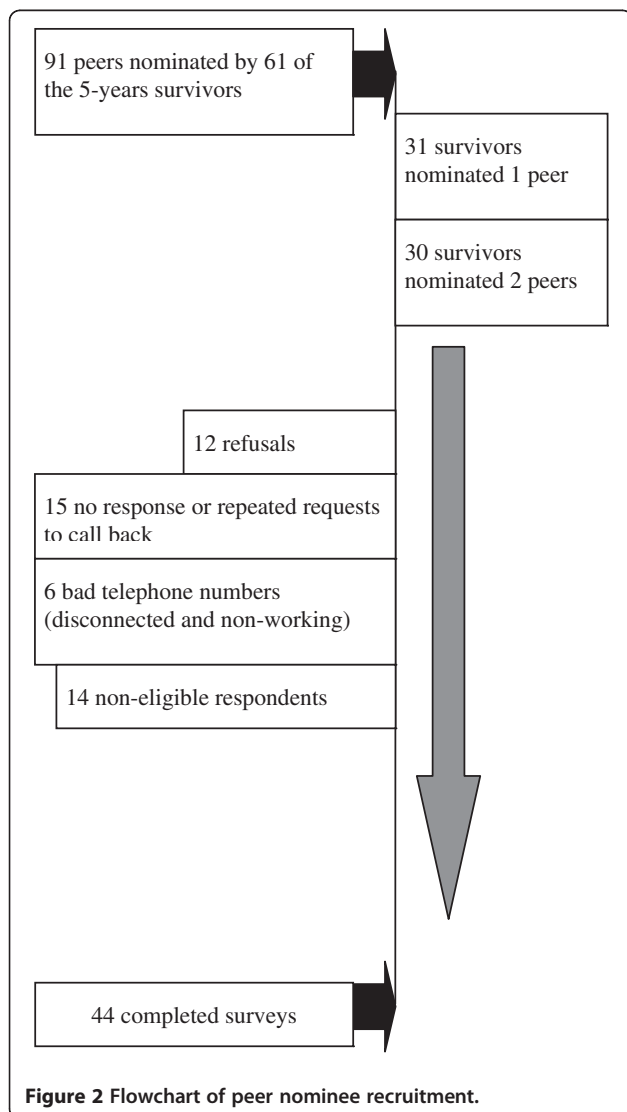 91 peers nominated by 61 of
the 5-years survivors
31 survivors
nominated 1 peer
30 survivors
nominated 2 peers
12 refusals
15 no response or repeated requests
to call back
6 bad telephone numbers
(disconnected and non-working)
14 non-eligible respondents
44 completed surveys
Figure 2 Flowchart of peer nominee recruitment.